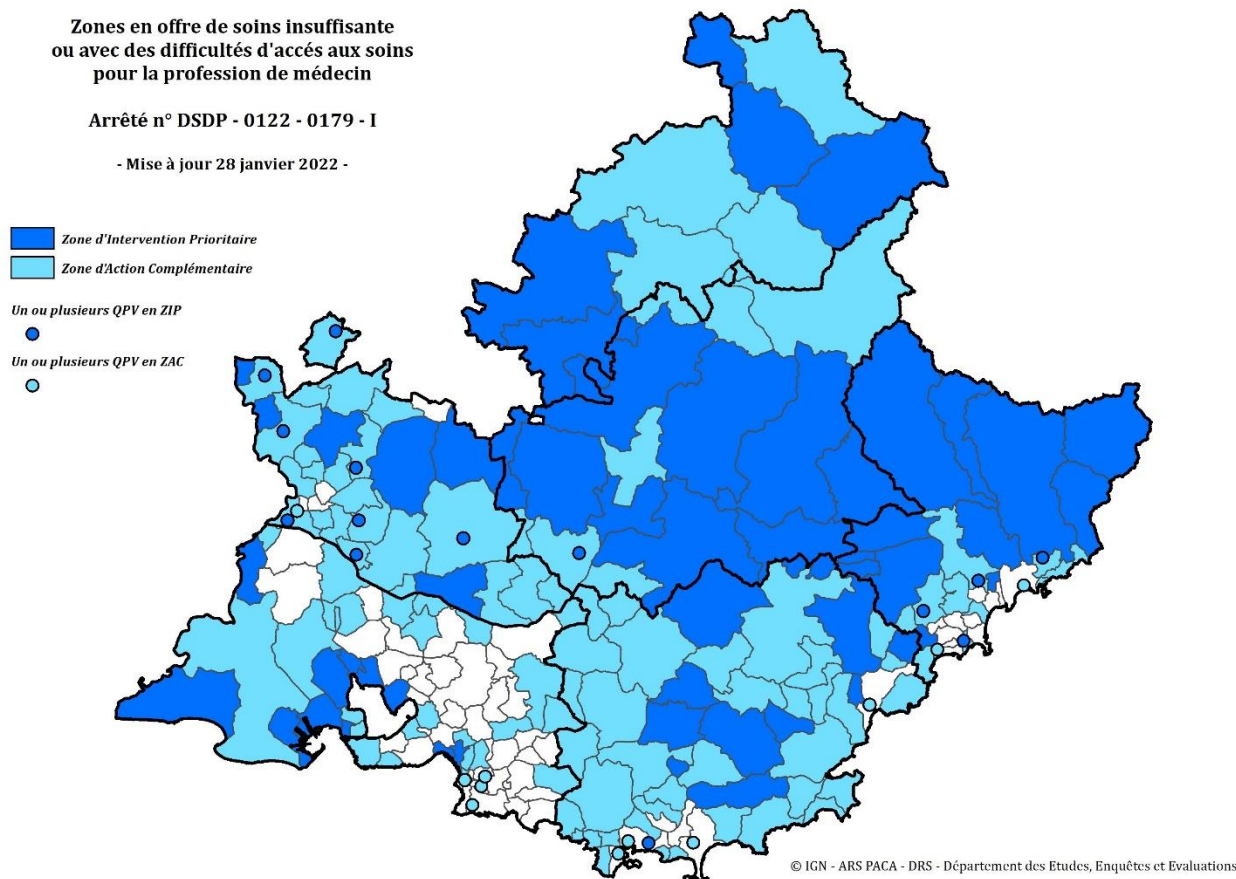 Zones en offre de soins insuffisante
ou avec des difficultés d'accés aux soins
pour la profession de médecin
Arrêté n° DSDP - 0122 - 0179 - I
- Mise à jour 28 janvier 2022 -
Zone d'Intervention Prioritaire
Zone d'Action Complémentaire
Un ou plusieurs QPV en ZIP
Un ou plusieurs QPV en ZAC
© IGN - ARS PACA - DRS - Département des Etudes, Enquêtes et Evaluations